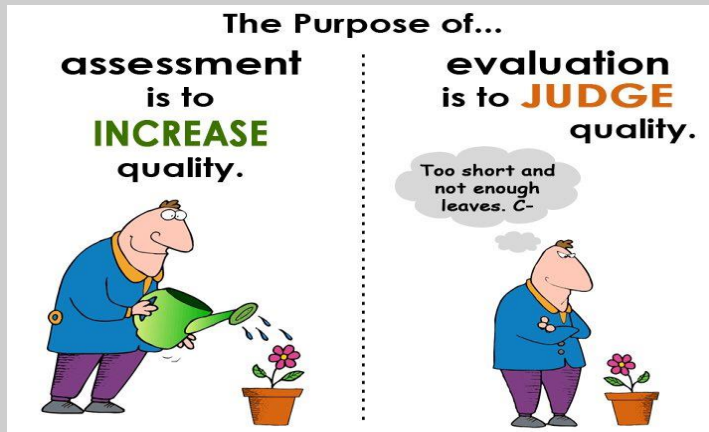 The Purpose of...
assessment
is to
INCREASE
quality.
evaluation
is to JUDGE
quality.
Too short and
not enough
leaves. C-